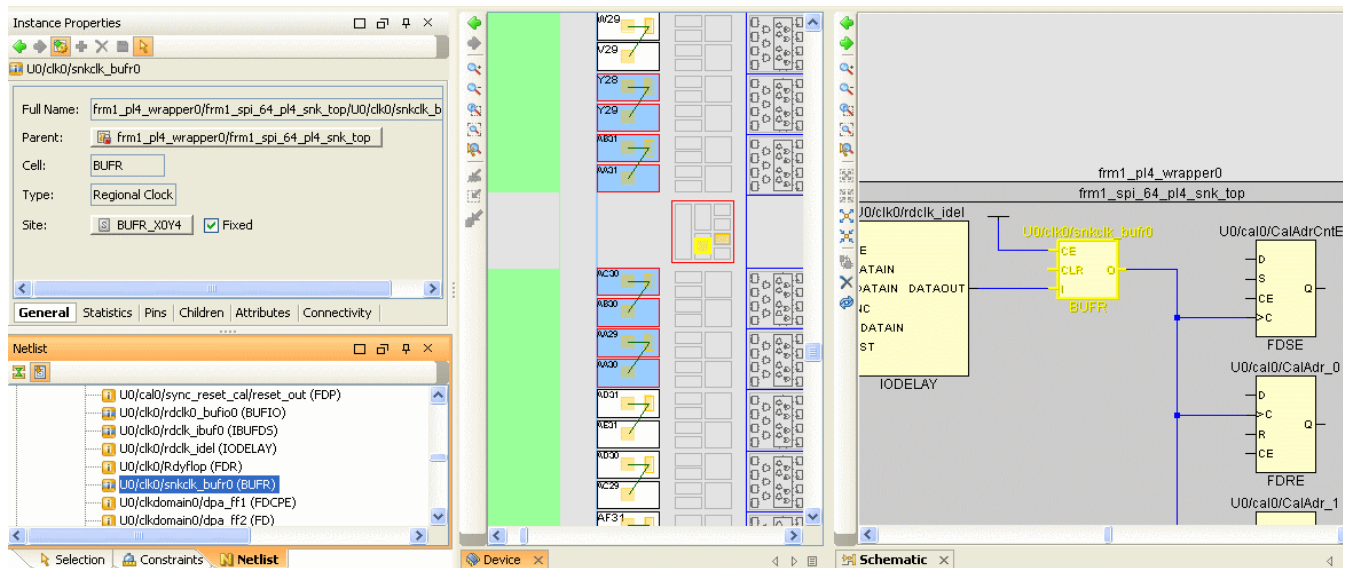 Instance Properties
U0/clk0/snkclk_bufr0
Full Name: frm1_pl4_wrapper0/frm1_spi_64_pl4_snk_top/U0/clk0/snkclk_b
Parent: frm1_pl4_wrapper0/frm1_spi_64_pl4_snk_top
Cell: BUFR
Type: Regional Clock
Site: BUFR_X0Y4 Fixed
General Statistics Pins Children Attributes Connectivity
Netlist
U0/cal0/sync_reset_cal/reset_out (FDP)
U0/clk0/rdclk0_bufio0 (BUFIO)
U0/clk0/rdclk_ibuf0 (IBUFDS)
U0/clk0/rdclk_idel (IODELAY)
U0/clk0/Rdyflop (FDR)
U0/clk0/snkclk_bufr0 (BUFR)
U0/clkdomain0/dpa_ff1 (FDCPE)
U0/clkdomain0/dpa_ff2 (FD)
Selection Constraints Netlist
W29
V29
Y28
Y29
AB31
AA31
AC30
AB30
AA29
AA30
AD31
AE31
AD30
AC29
AF31
Device
frm1_pl4_wrapper0
frm1_spi_64_pl4_snk_top
J0/clk0/rdclk_idel
E
ATAIN
DATAIN DATAOUT
NC
DATAIN
ST
IODELAY
U0/clk0/snkclk_bufr0
CE
CLR O
I
BUFR
U0/cal0/CalAdrCntE
D
S
Q
CE
C
FDSE
U0/cal0/CalAdr_0
D
C
Q
R
CE
FDRE
U0/cal0/CalAdr_1
Schematic